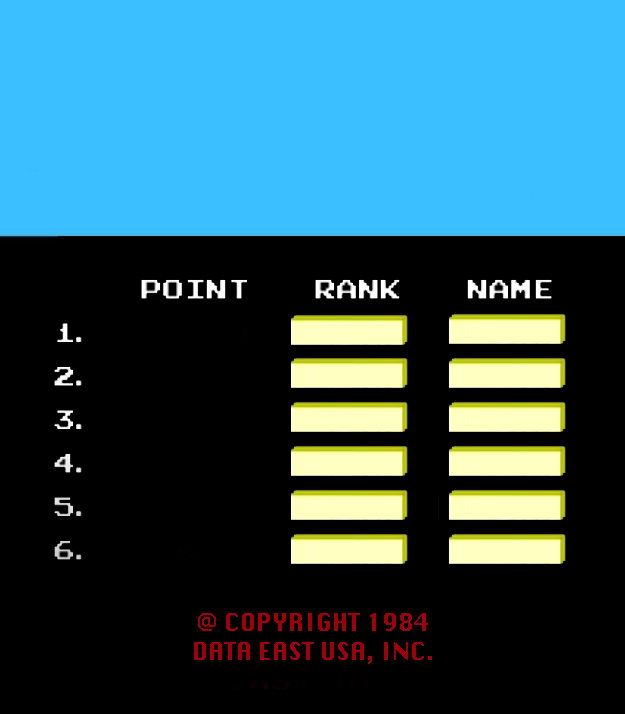 POINT RANK NAME
1.
2.
3.
4.
5.
6.
@ COPYRIGHT 1984
DATA EAST USA, INC.